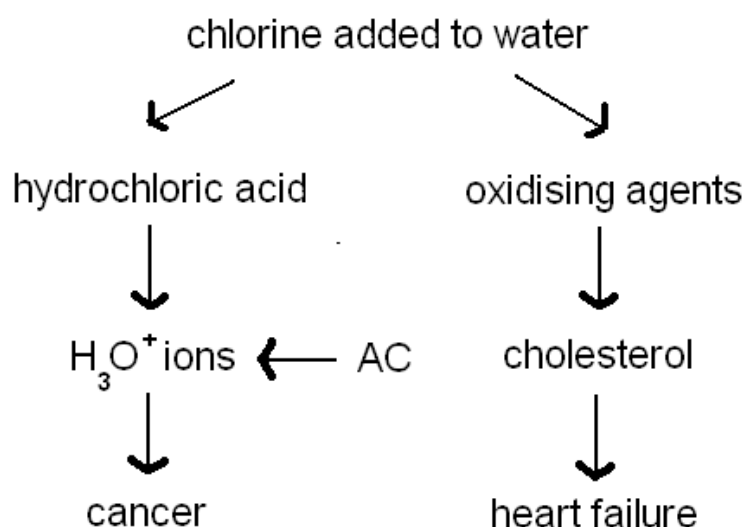 chlorine added to water
hydrochloric acid
oxidising agents
H₃O⁺ ions
AC
cholesterol
cancer
heart failure